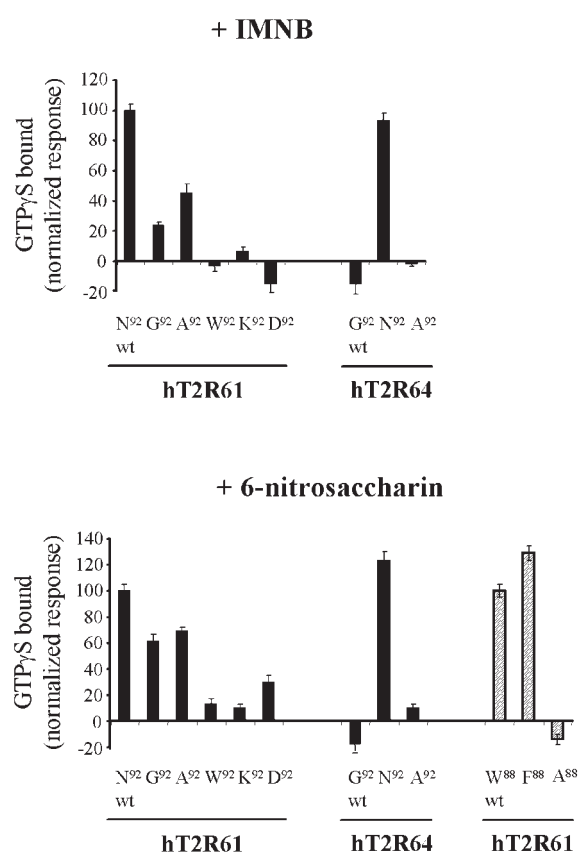 + IMNB
GTPγS bound
(normalized response)
120
100
80
60
40
20
0
-20
N⁹² G⁹² A⁹² W⁹² K⁹² D⁹² G⁹² N⁹² A⁹²
wt wt
hT2R61 hT2R64
+ 6-nitrosaccharin
GTPγS bound
(normalized response)
140
120
100
80
60
40
20
0
-20
N⁹² G⁹² A⁹² W⁹² K⁹² D⁹² G⁹² N⁹² A⁹² W⁸⁸ F⁸⁸ A⁸⁸
wt wt wt
hT2R61 hT2R64 hT2R61